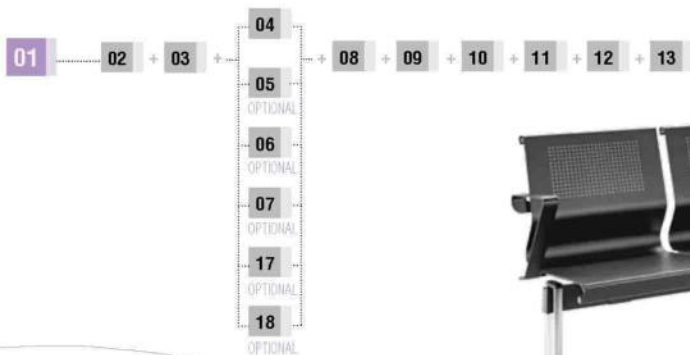 04
01 02 + 03 + + 08 + 09 + 10 + 11 + 12 + 13
05
OPTIONAL
06
OPTIONAL
07
OPTIONAL
17
OPTIONAL
18
OPTIONAL